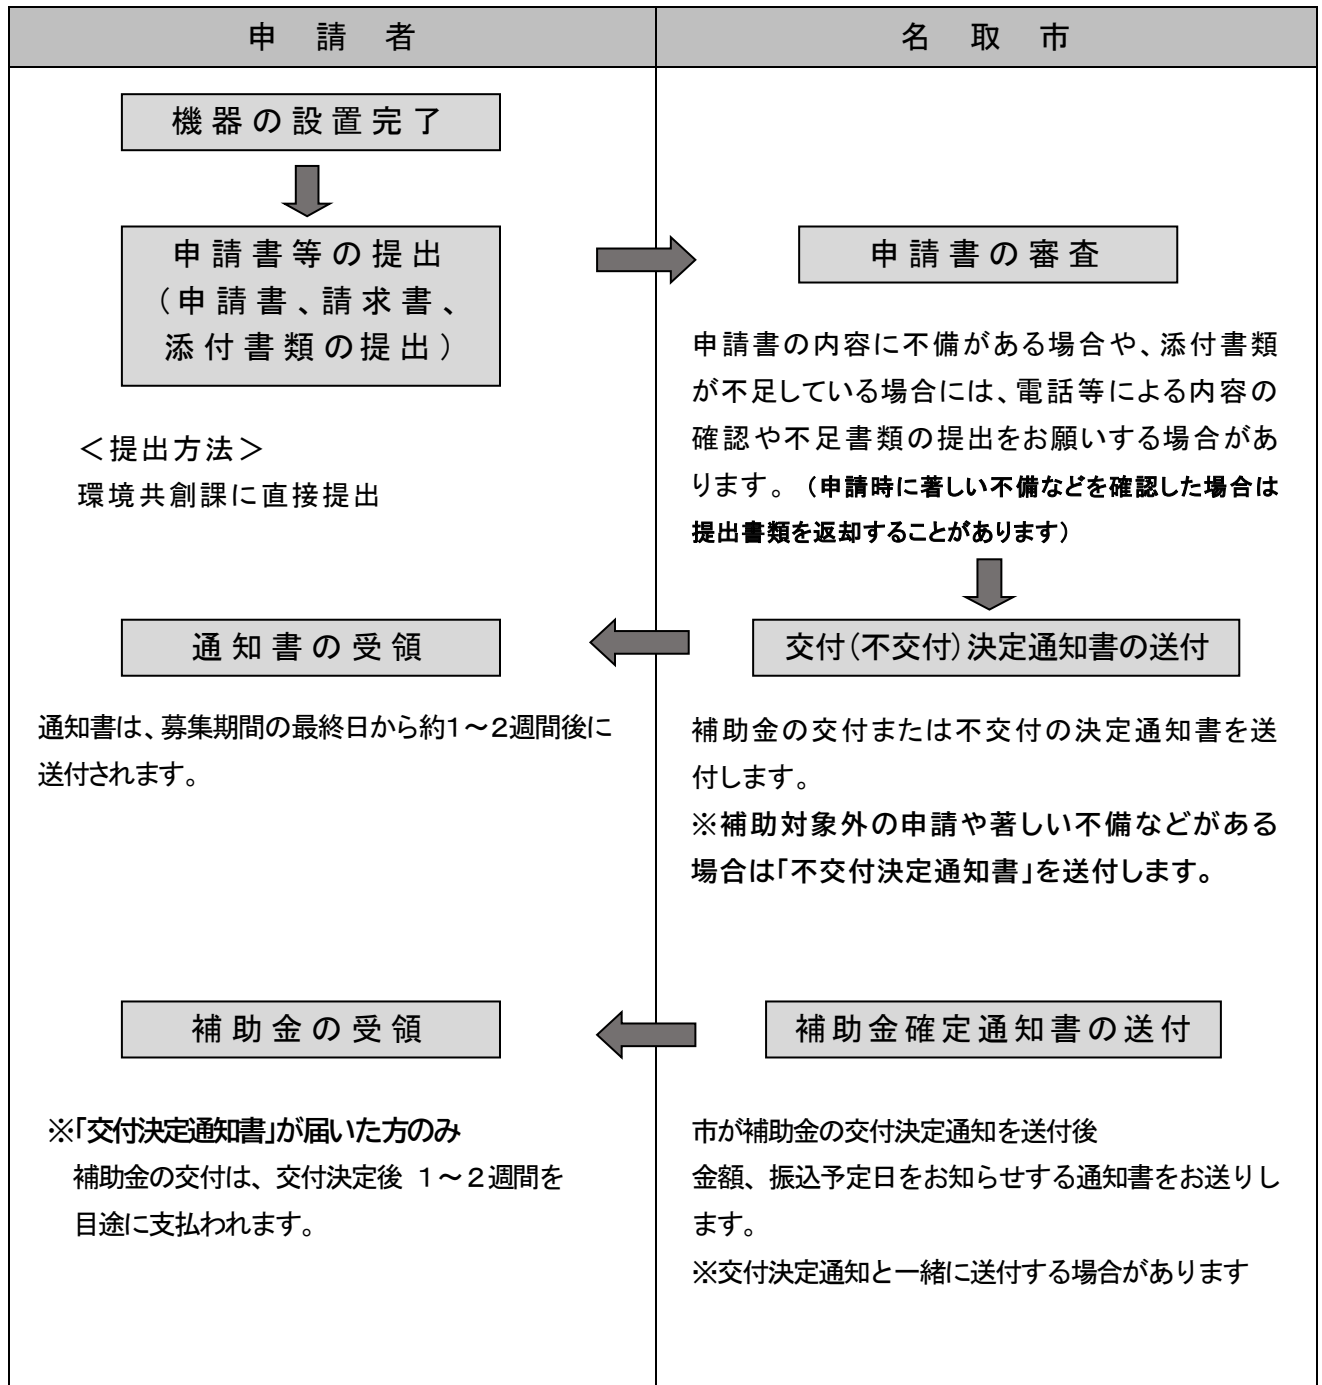 申請者
名取市
機器の設置完了
申請書等の提出
（申請書、請求書、
添付書類の提出）
＜提出方法＞
環境共創課に直接提出
申請書の審査
申請書の内容に不備がある場合や、添付書類
が不足している場合には、電話等による内容の
確認や不足書類の提出をお願いする場合があ
ります。（申請時に著しい不備などを確認した場合は
提出書類を返却することがあります）
通知書の受領
交付（不交付）決定通知書の送付
通知書は、募集期間の最終日から約１～２週間後に
送付されます。
補助金の交付または不交付の決定通知書を送
付します。
※補助対象外の申請や著しい不備などがある
場合は「不交付決定通知書」を送付します。
補助金の受領
補助金確定通知書の送付
※「交付決定通知書」が届いた方のみ
補助金の交付は、交付決定後 １～２週間を
目途に支払われます。
市が補助金の交付決定通知を送付後
金額、振込予定日をお知らせする通知書をお送りし
ます。
※交付決定通知と一緒に送付する場合があります